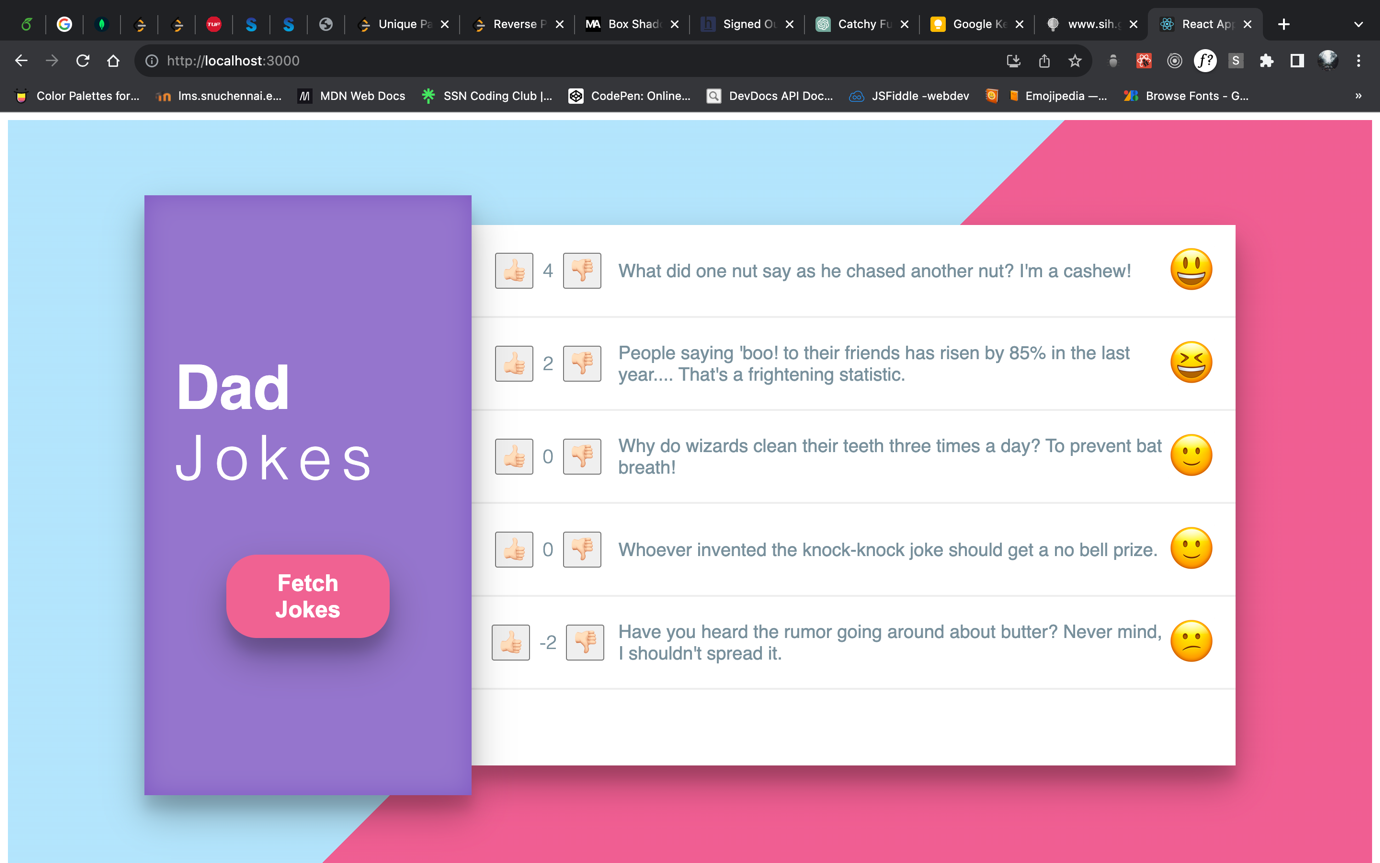 TUF
S
S
Unique Pa
Reverse P
MA
Box Shad
h
Signed Ou
Catchy Fu
Google Ke
www.sih.g
React App
http://localhost:3000
f?
S
Color Palettes for...
lms.snuchennai.e...
MDN Web Docs
SSN Coding Club |...
CodePen: Online...
DevDocs API Doc...
JSFiddle -webdev
Emojipedia —...
Browse Fonts - G...
»
Dad
Jokes
Fetch
Jokes
4
What did one nut say as he chased another nut? I'm a cashew!
2
People saying 'boo! to their friends has risen by 85% in the last
year.... That's a frightening statistic.
0
Why do wizards clean their teeth three times a day? To prevent bat
breath!
0
Whoever invented the knock-knock joke should get a no bell prize.
-2
Have you heard the rumor going around about butter? Never mind,
I shouldn't spread it.